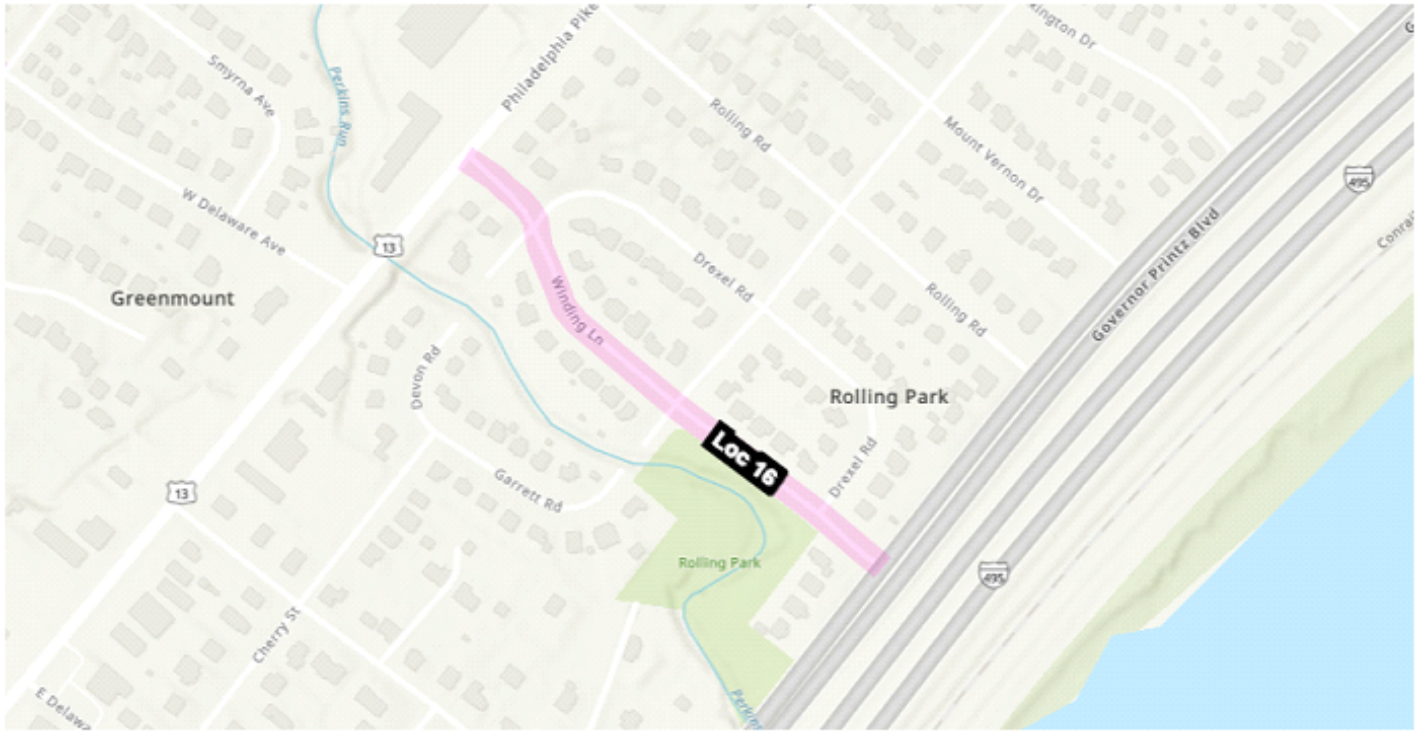 Philadelphia Pike
Smyrna Ave
Perkins Run
Rolling Rd
Mount Vernon Dr
495
W Delaware Ave
13
Governor Printz Blvd
Drexel Rd
Greenmount
Winding Ln
Rolling Rd
Devon Rd
Rolling Park
Loc 16
Drexel Rd
13
Garrett Rd
Rolling Park
495
Cherry St